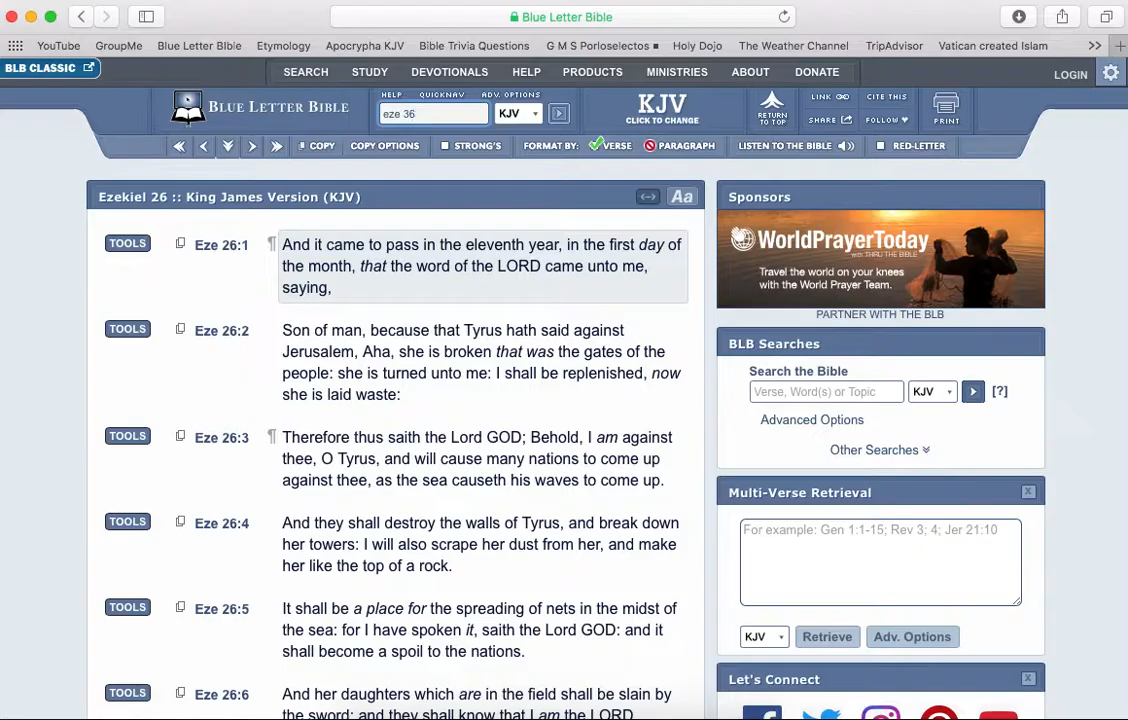 Blue Letter Bible
YouTube GroupMe Blue Letter BIble Etymology Apocrypha KJV Bible Trivia Questions G M S Porloselectos ■ Holy Dojo The Weather Channel TripAdvisor Vatican created Islam >> +
BLB CLASSIC
SEARCH STUDY DEVOTIONALS HELP PRODUCTS MINISTRIES ABOUT DONATE
LOGIN
HELP QUICKNAV ADV. OPTIONS
BLUE LETTER BIBLE
eze 36 KJV
KJV
CLICK TO CHANGE
RETURN
TO TOP
LINK CITE THIS
SHARE FOLLOW
PRINT
COPY COPY OPTIONS STRONG'S FORMAT BY: VERSE PARAGRAPH LISTEN TO THE BIBLE RED-LETTER
Ezekiel 26 :: King James Version (KJV)
Aa
TOOLS Eze 26:1 ¶ And it came to pass in the eleventh year, in the first day of
the month, that the word of the LORD came unto me,
saying,
TOOLS Eze 26:2 Son of man, because that Tyrus hath said against
Jerusalem, Aha, she is broken that was the gates of the
people: she is turned unto me: I shall be replenished, now
she is laid waste:
TOOLS Eze 26:3 ¶ Therefore thus saith the Lord GOD; Behold, I am against
thee, O Tyrus, and will cause many nations to come up
against thee, as the sea causeth his waves to come up.
TOOLS Eze 26:4 And they shall destroy the walls of Tyrus, and break down
her towers: I will also scrape her dust from her, and make
her like the top of a rock.
TOOLS Eze 26:5 It shall be a place for the spreading of nets in the midst of
the sea: for I have spoken it, saith the Lord GOD: and it
shall become a spoil to the nations.
TOOLS Eze 26:6 And her daughters which are in the field shall be slain by
the sword; and they shall know that I am the LORD.
Sponsors
WorldPrayerToday
with THRU the BIBLE
Travel the world on your knees
with the World Prayer Team.
PARTNER WITH THE BLB
BLB Searches
Search the Bible
Verse, Word(s) or Topic KJV [?]
Advanced Options
Other Searches
Multi-Verse Retrieval x
For example: Gen 1:1-15; Rev 3; 4; Jer 21:10
KJV Retrieve Adv. Options
Let's Connect x